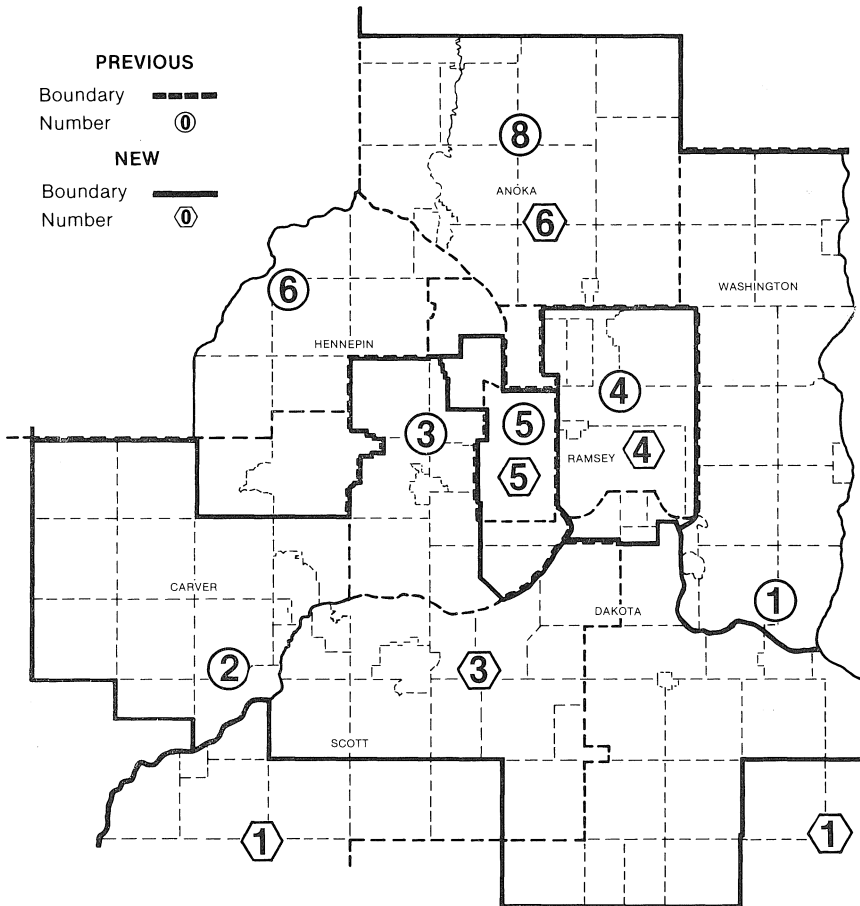 PREVIOUS
Boundary
Number 0
NEW
Boundary
Number 0
8
ANOKA
6
WASHINGTON
6
HENNEPIN
4
5
3
4
RAMSEY
5
CARVER
1
DAKOTA
2
3
SCOTT
1
1